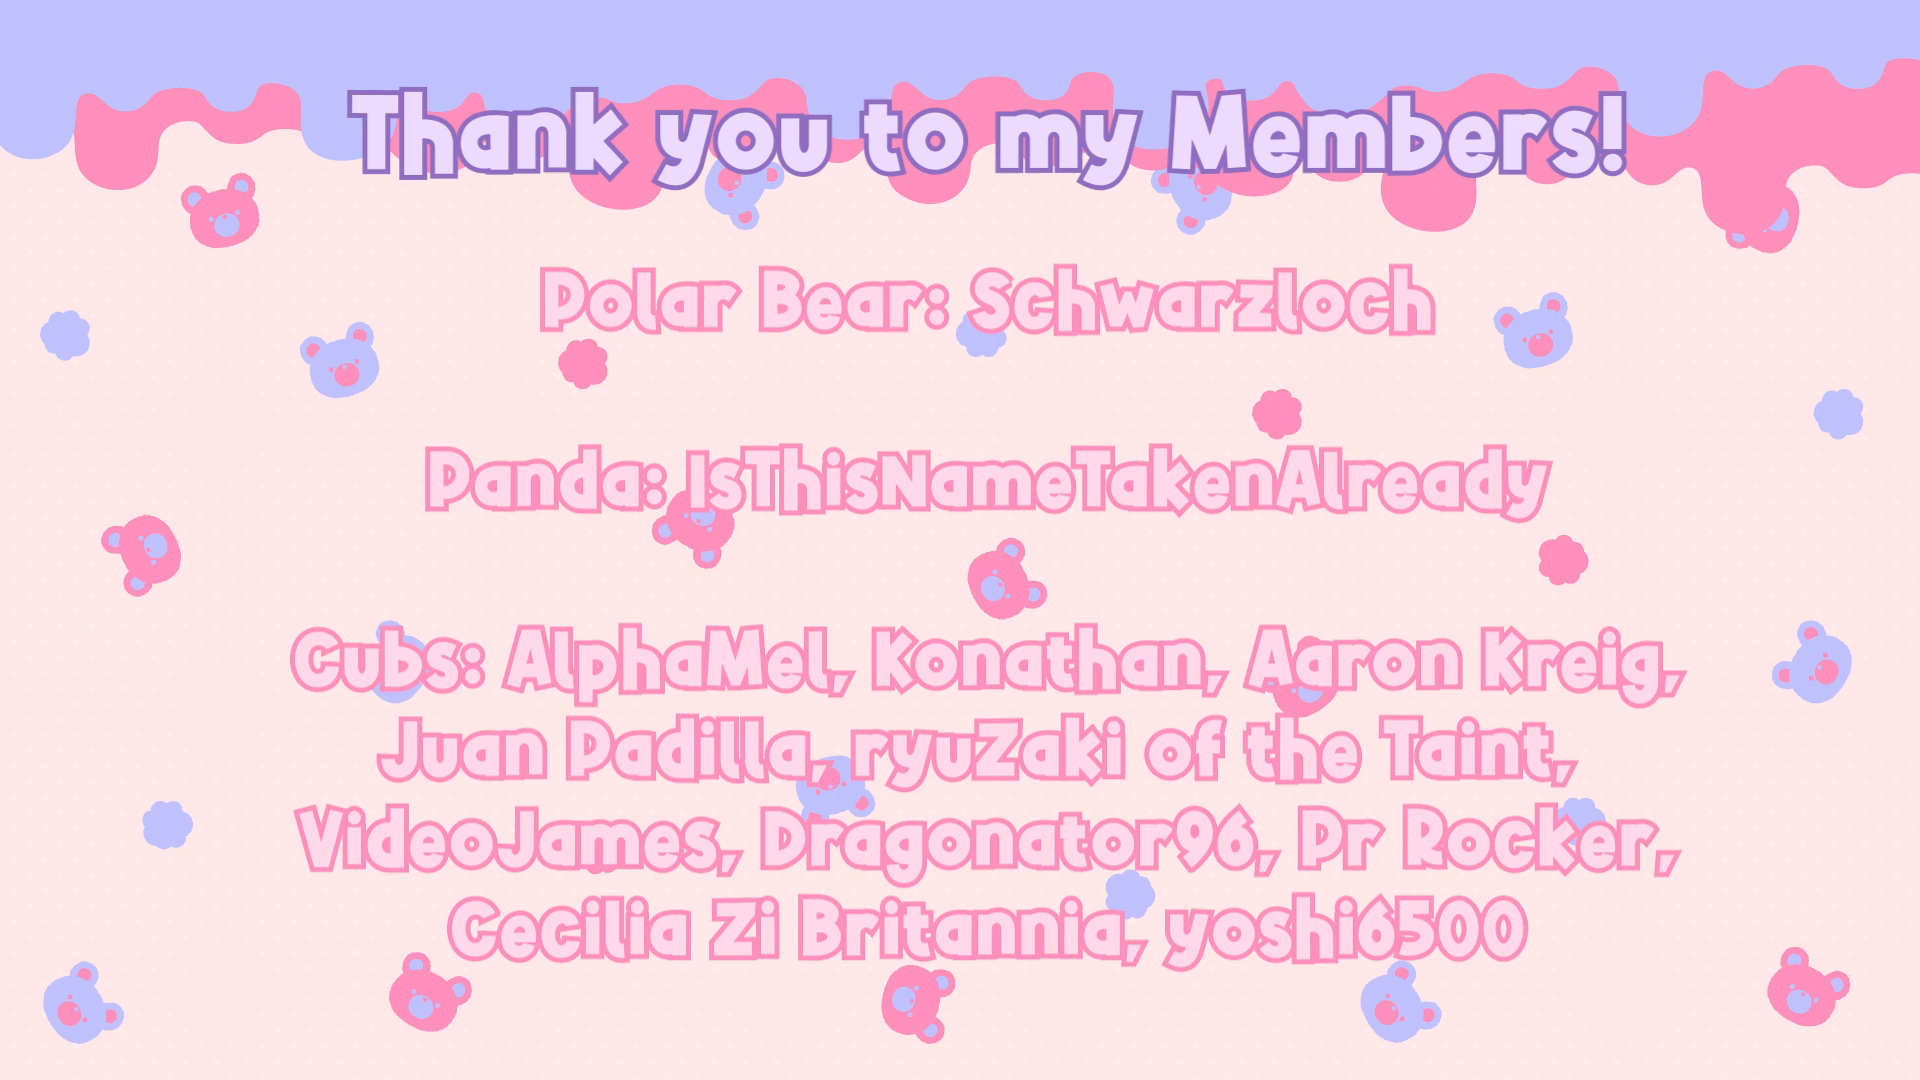 Thank you to my Members!
Polar Bear: Schwarzloch
Panda: IsThisNameTakenAlready
Cubs: AlphaMel, Konathan, Aaron Kreig,
Juan Padilla, ryuZaki of the Taint,
VideoJames, Dragonator96, Pr Rocker,
Cecilia Zi Britannia, yoshi6500